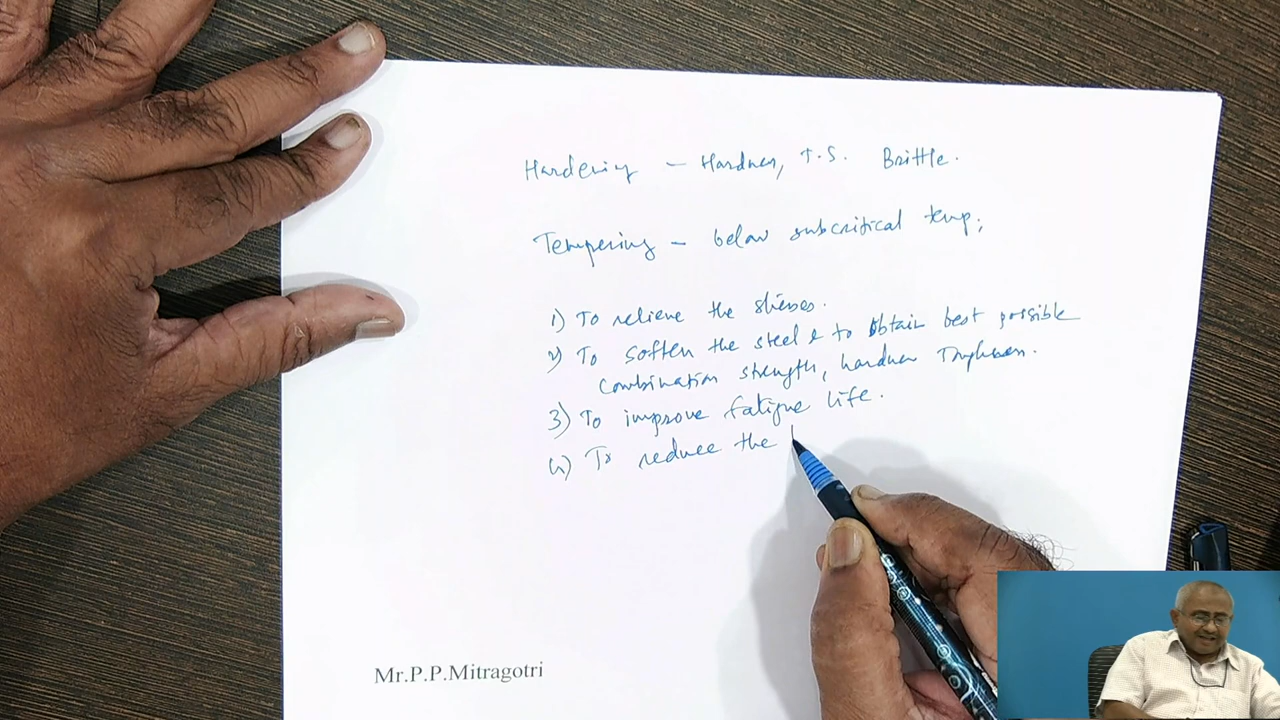 Hardening - Hardness, T.S. Brittle.
Tempering - below subcritical temp;
1) To relieve the stresses.
2) To soften the steel & to obtain best possible
combination strength, hardness Toughness.
3) To improve fatigue life.
4) To reduce the
Mr.P.P.Mitragotri